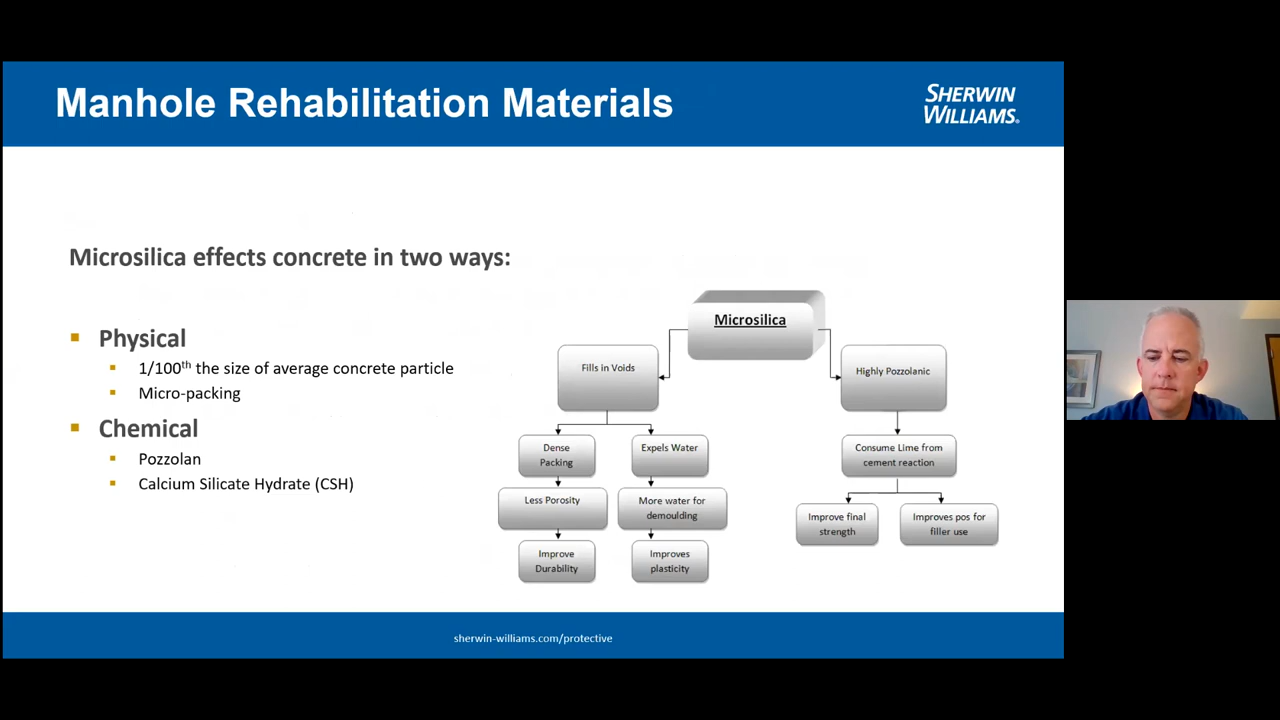 Manhole Rehabilitation Materials
SHERWIN
WILLIAMS®
Microsilica effects concrete in two ways:
▪ Physical
▪ 1/100th the size of average concrete particle
▪ Micro-packing
▪ Chemical
▪ Pozzolan
▪ Calcium Silicate Hydrate (CSH)
Microsilica
Fills in Voids
Highly Pozzolanic
Dense
Packing
Expels Water
Consume Lime from
cement reaction
Less Porosity
More water for
demoulding
Improve final
strength
Improves pos for
filler use
Improve
Durability
Improves
plasticity
sherwin-williams.com/protective